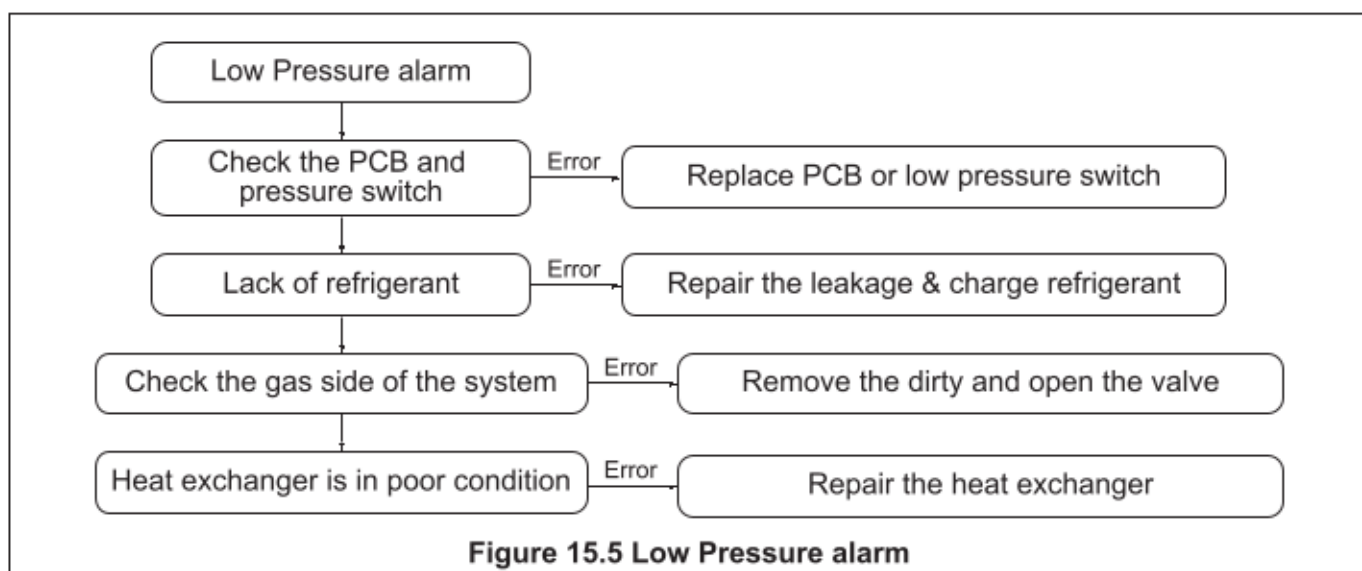 Low Pressure alarm
Check the PCB and
pressure switch
Error
Replace PCB or low pressure switch
Lack of refrigerant
Error
Repair the leakage & charge refrigerant
Check the gas side of the system
Error
Remove the dirty and open the valve
Heat exchanger is in poor condition
Error
Repair the heat exchanger
Figure 15.5 Low Pressure alarm